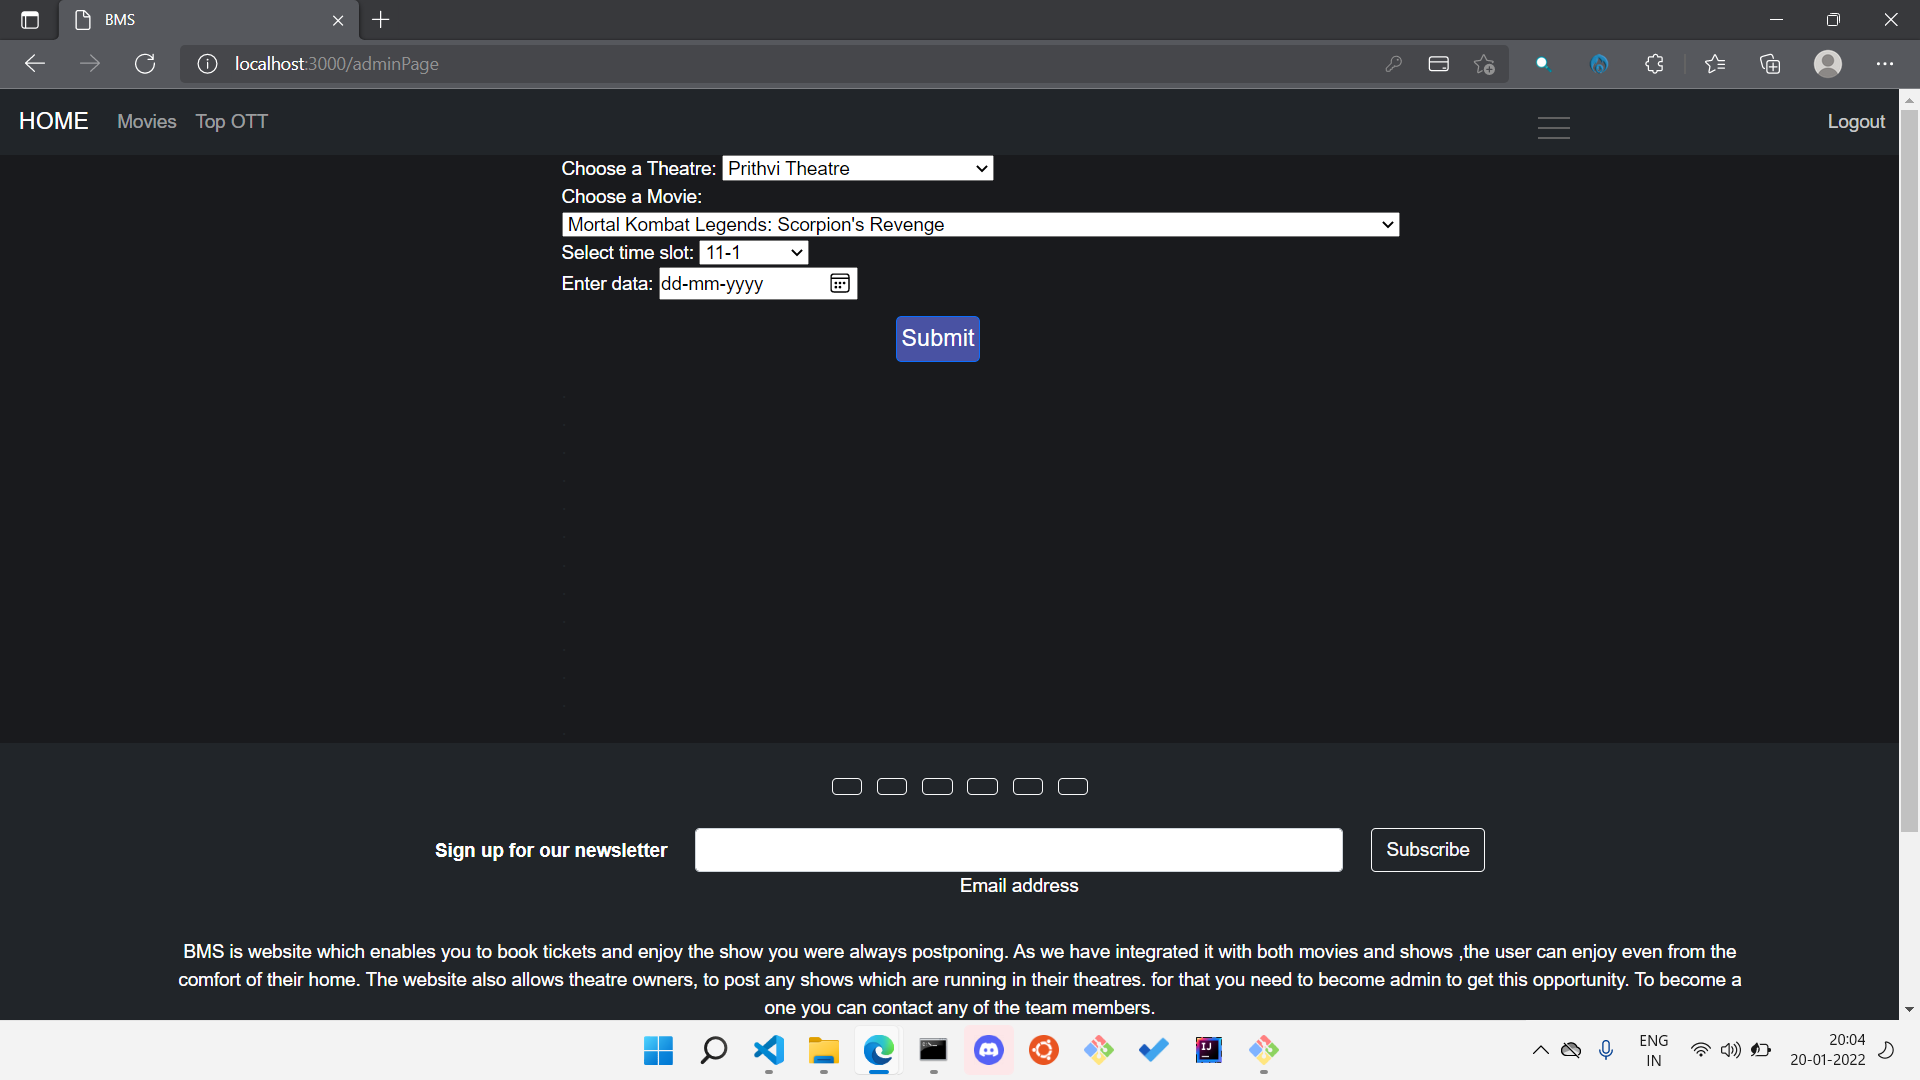 BMS
localhost:3000/adminPage
HOME Movies Top OTT Logout
Choose a Theatre: Prithvi Theatre
Choose a Movie:
Mortal Kombat Legends: Scorpion's Revenge
Select time slot: 11-1
Enter data: dd-mm-yyyy
Submit
Sign up for our newsletter Subscribe
Email address
BMS is website which enables you to book tickets and enjoy the show you were always postponing. As we have integrated it with both movies and shows ,the user can enjoy even from the
comfort of their home. The website also allows theatre owners, to post any shows which are running in their theatres. for that you need to become admin to get this opportunity. To become a
one you can contact any of the team members.
ENG 20:04
IN 20-01-2022